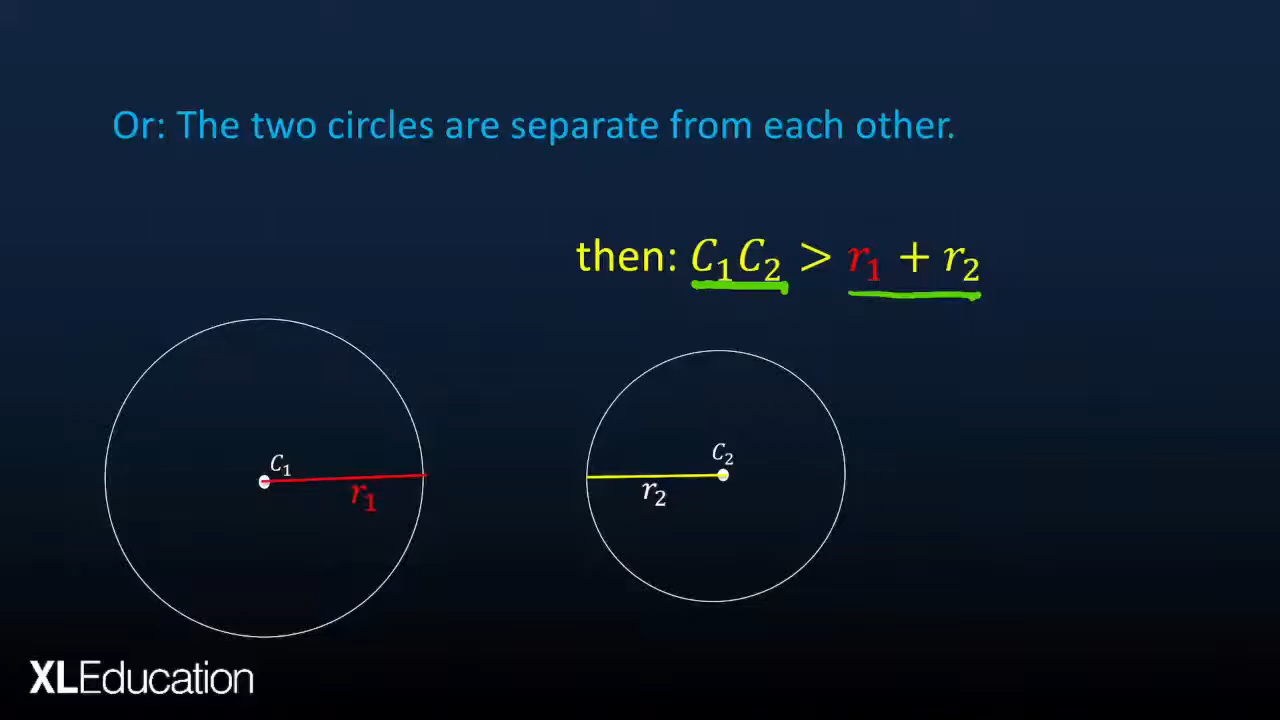 Or: The two circles are separate from each other.
then: C₁C₂ > r₁ + r₂
C₁
r₁
C₂
r₂
XLEducation